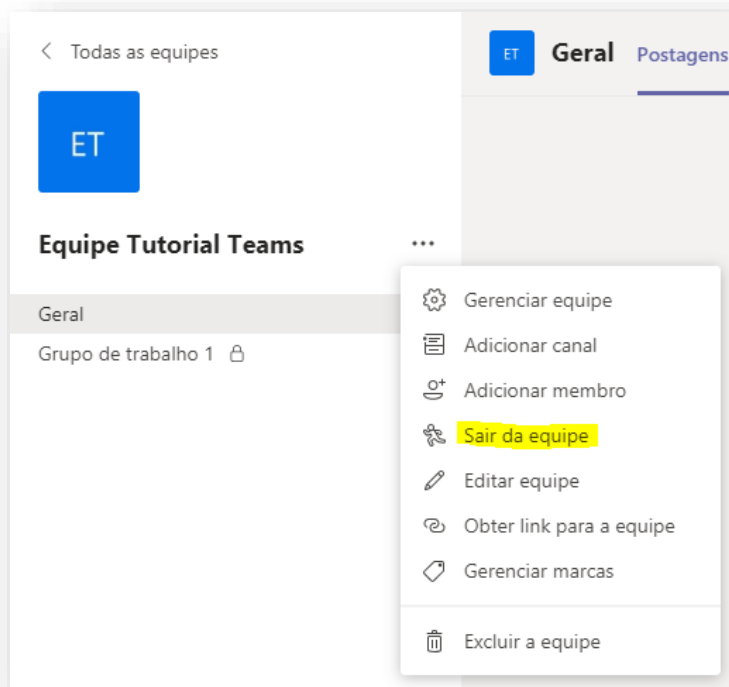 Todas as equipes
ET
Equipe Tutorial Teams
Geral
Grupo de trabalho 1
ET
Geral
Postagens
Gerenciar equipe
Adicionar canal
Adicionar membro
Sair da equipe
Editar equipe
Obter link para a equipe
Gerenciar marcas
Excluir a equipe